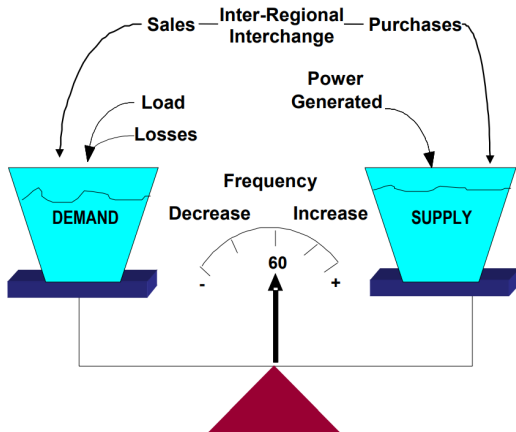 Sales Inter-Regional Interchange Purchases
Load
Losses
Power
Generated
Frequency
Decrease Increase
DEMAND
SUPPLY
60
- +